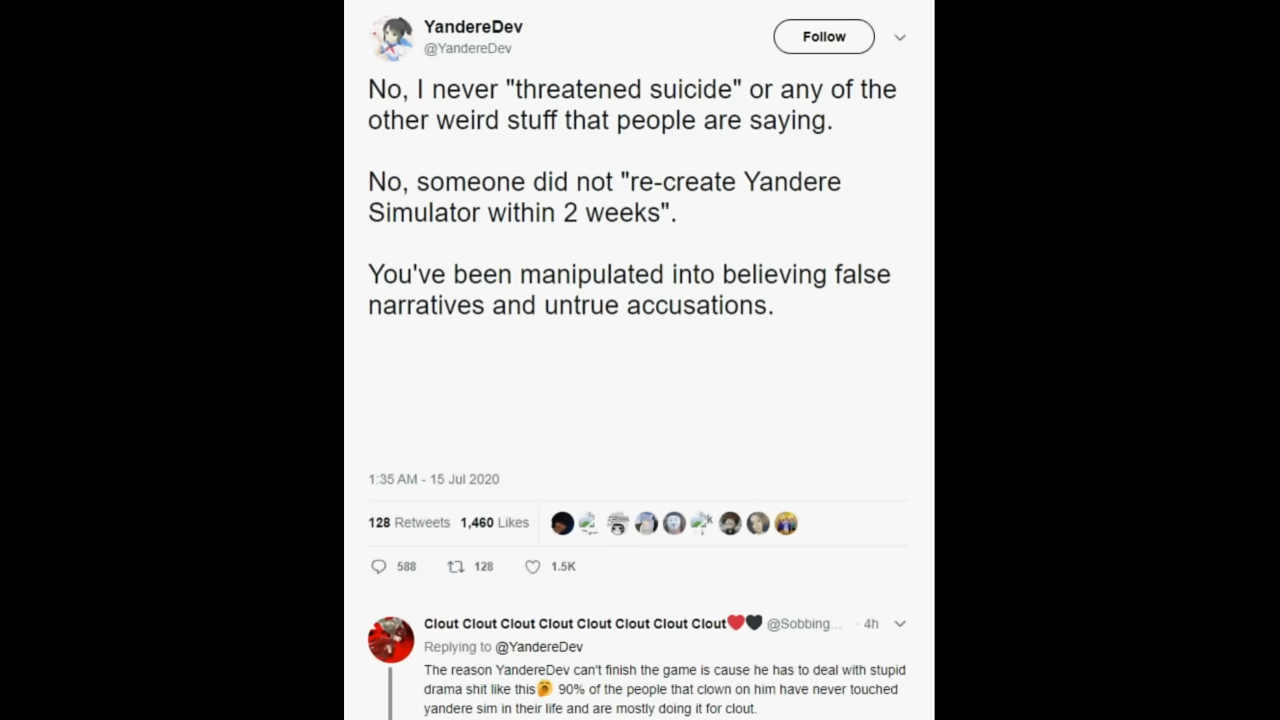 YandereDev
@YandereDev
Follow
No, I never "threatened suicide" or any of the
other weird stuff that people are saying.
No, someone did not "re-create Yandere
Simulator within 2 weeks".
You've been manipulated into believing false
narratives and untrue accusations.
1:35 AM - 15 Jul 2020
128 Retweets 1,460 Likes
588 128 1.5K
Clout Clout Clout Clout Clout Clout Clout Clout❤️🖤 @Sobbing... · 4h
Replying to @YandereDev
The reason YandereDev can't finish the game is cause he has to deal with stupid
drama shit like this🥱 90% of the people that clown on him have never touched
yandere sim in their life and are mostly doing it for clout.